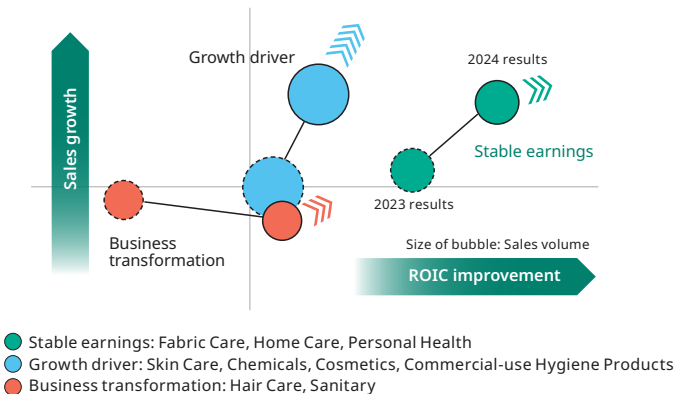 Growth driver
2024 results
Sales growth
Stable earnings
2023 results
Business
transformation
Size of bubble: Sales volume
ROIC improvement
Stable earnings: Fabric Care, Home Care, Personal Health
Growth driver: Skin Care, Chemicals, Cosmetics, Commercial-use Hygiene Products
Business transformation: Hair Care, Sanitary